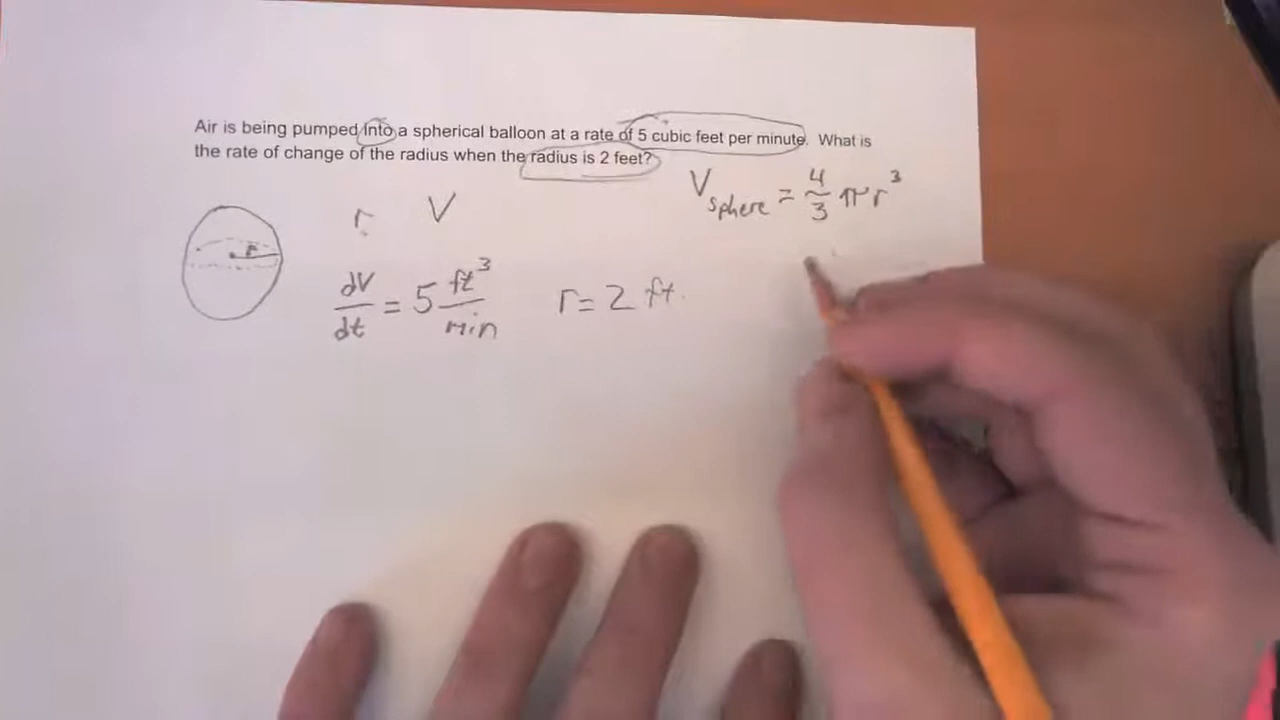 Air is being pumped into a spherical balloon at a rate of 5 cubic feet per minute. What is
the rate of change of the radius when the radius is 2 feet?
V sphere = 4/3 πr³
r V
r
dV/dt = 5 ft³/min r = 2 ft.